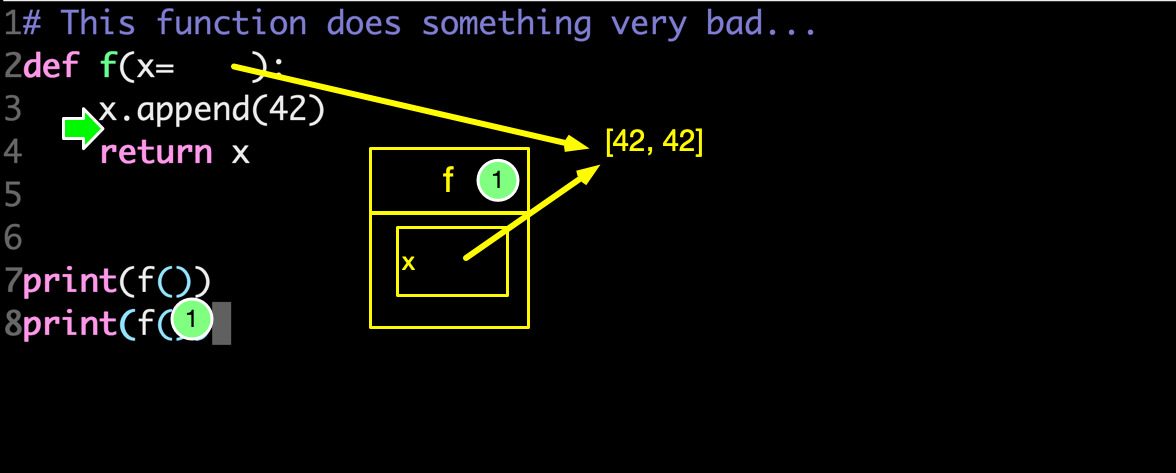 1# This function does something very bad...
2def f(x=    ):
3    x.append(42)
4    return x
[42, 42]
f 1
5
6
x
7print(f())
8print(f( 1